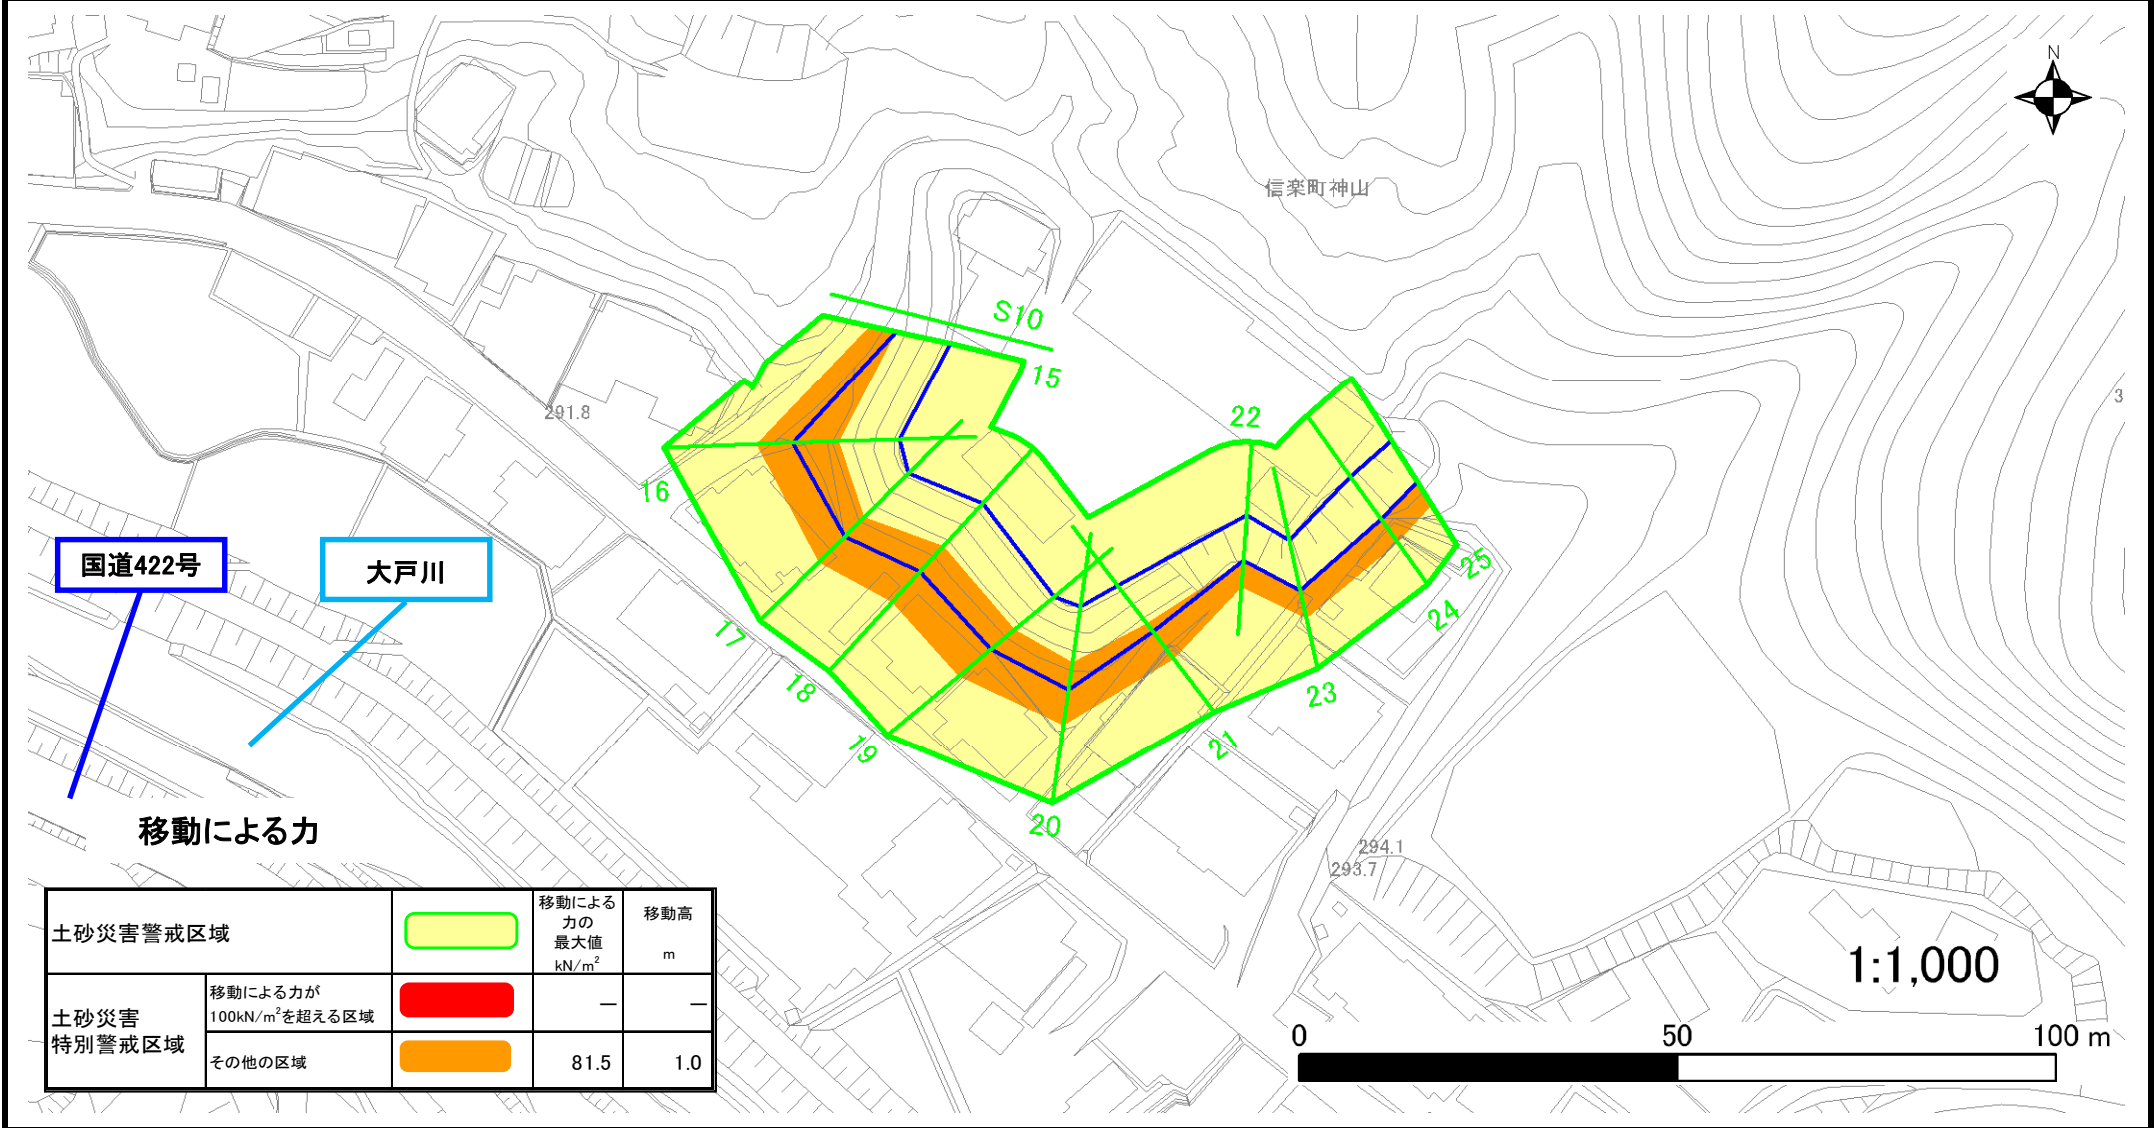 N
信楽町神山
S10
15
291.8
22
16
国道422号
大戸川
25
24
17
18
23
19
21
20
移動による力
294.1
293.7
3
土砂災害警戒区域
移動による
力の
最大値
kN/m²
移動高
m
土砂災害
特別警戒区域
移動による力が
100kN/m²を超える区域
—
—
その他の区域
81.5
1.0
1:1,000
0
50
100 m